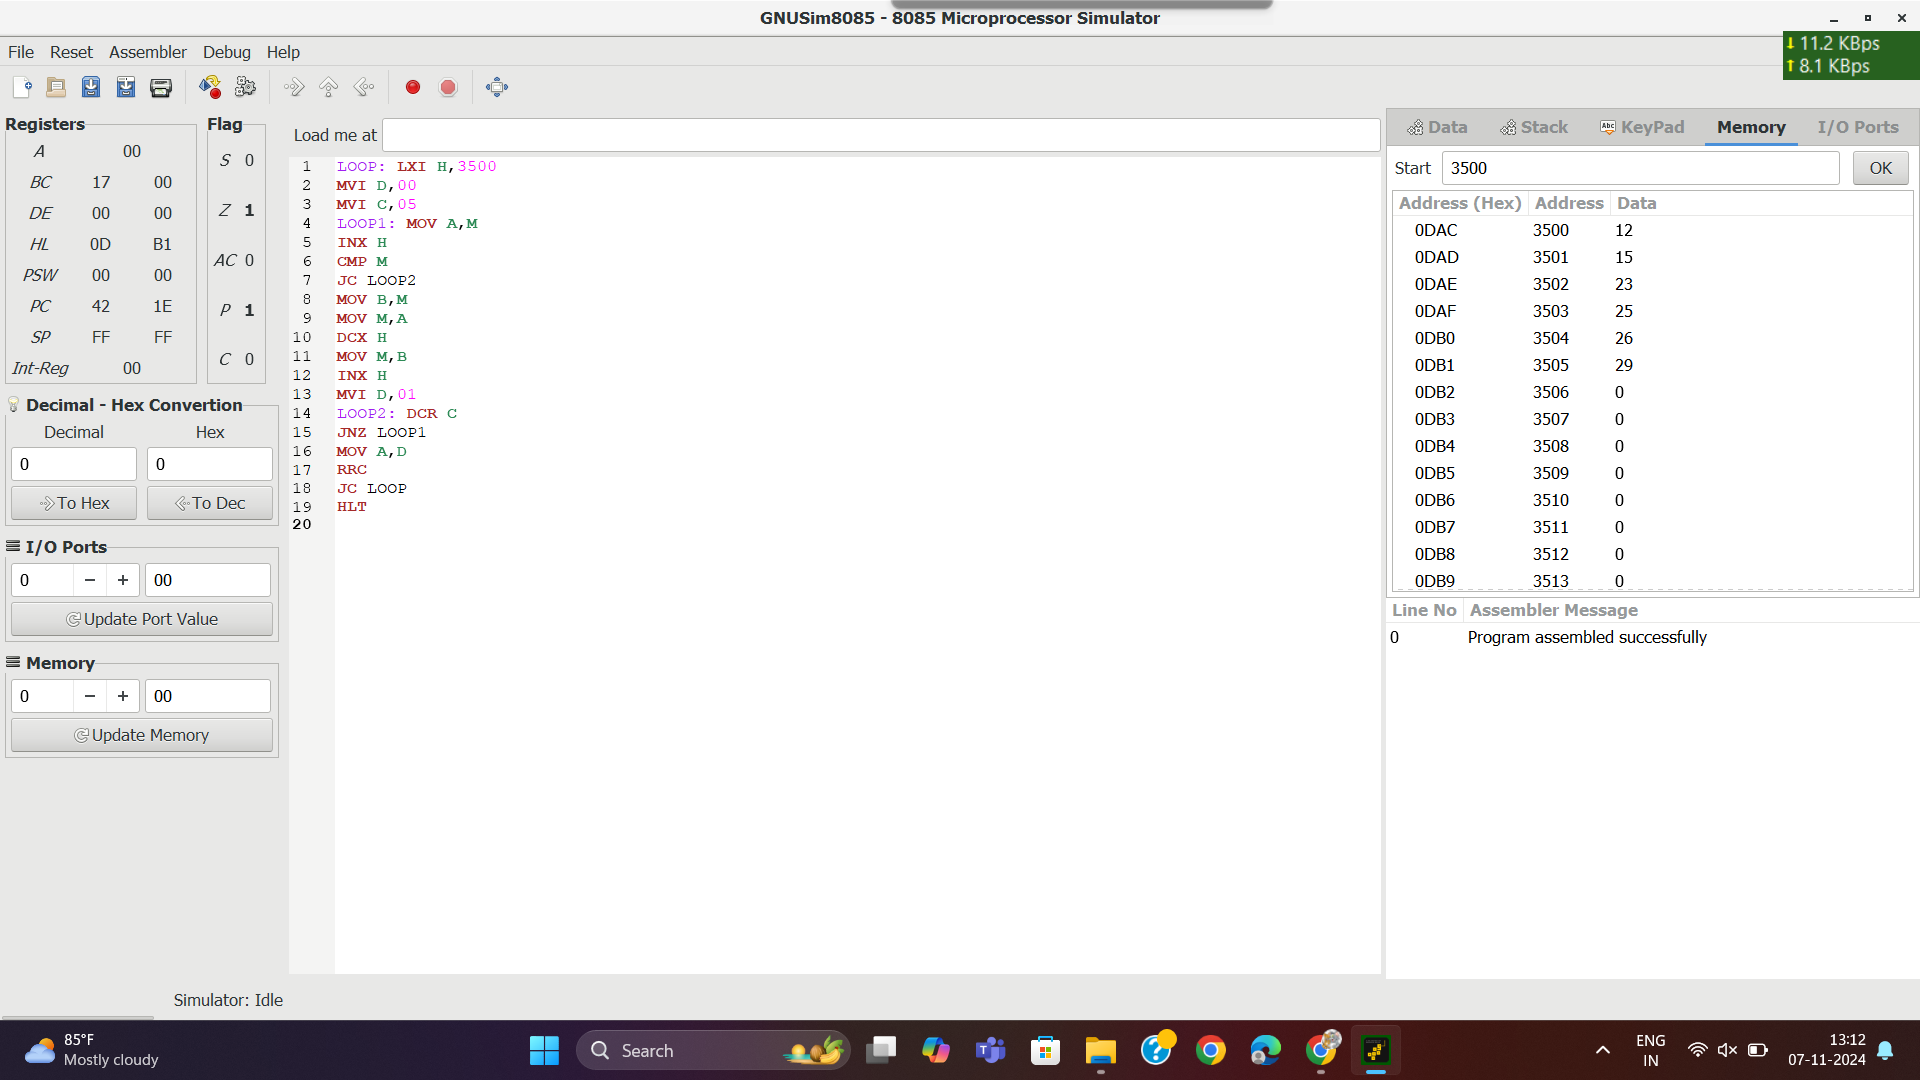 GNUSim8085 - 8085 Microprocessor Simulator
11.2 KBps
8.1 KBps
File Reset Assembler Debug Help
Registers
A 00
BC 17 00
DE 00 00
HL 0D B1
PSW 00 00
PC 42 1E
SP FF FF
Int-Reg 00
Flag
S 0
Z 1
AC 0
P 1
C 0
Decimal - Hex Convertion
Decimal Hex
0 0
To Hex To Dec
I/O Ports
0 − + 00
Update Port Value
Memory
0 − + 00
Update Memory
Load me at
1 LOOP: LXI H,3500
2 MVI D,00
3 MVI C,05
4 LOOP1: MOV A,M
5 INX H
6 CMP M
7 JC LOOP2
8 MOV B,M
9 MOV M,A
10 DCX H
11 MOV M,B
12 INX H
13 MVI D,01
14 LOOP2: DCR C
15 JNZ LOOP1
16 MOV A,D
17 RRC
18 JC LOOP
19 HLT
20
Data Stack Abc KeyPad Memory I/O Ports
Start 3500 OK
Address (Hex) Address Data
0DAC 3500 12
0DAD 3501 15
0DAE 3502 23
0DAF 3503 25
0DB0 3504 26
0DB1 3505 29
0DB2 3506 0
0DB3 3507 0
0DB4 3508 0
0DB5 3509 0
0DB6 3510 0
0DB7 3511 0
0DB8 3512 0
0DB9 3513 0
Line No Assembler Message
0 Program assembled successfully
Simulator: Idle
85°F
Mostly cloudy
Search
ENG
IN
13:12
07-11-2024